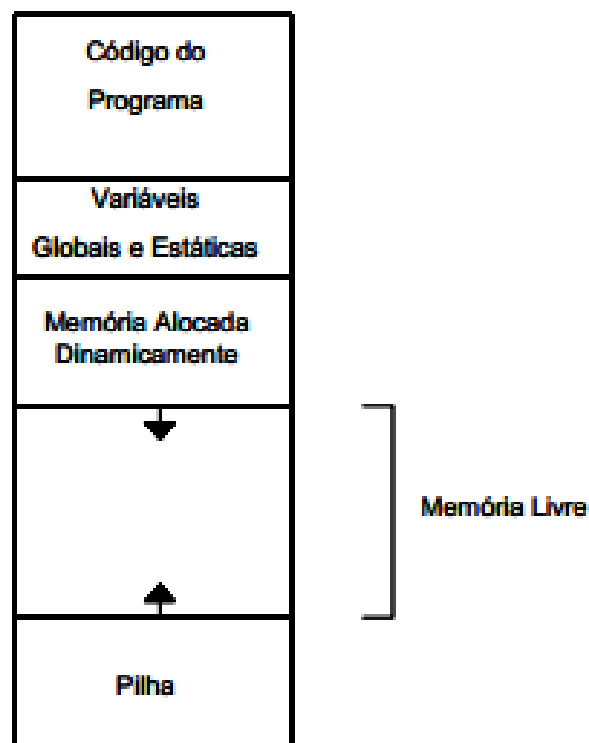 Código do
Programa
Variáveis
Globais e Estáticas
Memória Alocada
Dinamicamente
Memória Livre
Pilha